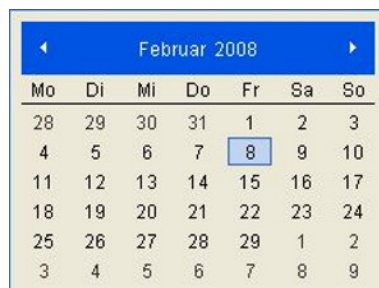 Februar 2008
Mo Di Mi Do Fr Sa So
28 29 30 31 1 2 3
4 5 6 7 8 9 10
11 12 13 14 15 16 17
18 19 20 21 22 23 24
25 26 27 28 29 1 2
3 4 5 6 7 8 9